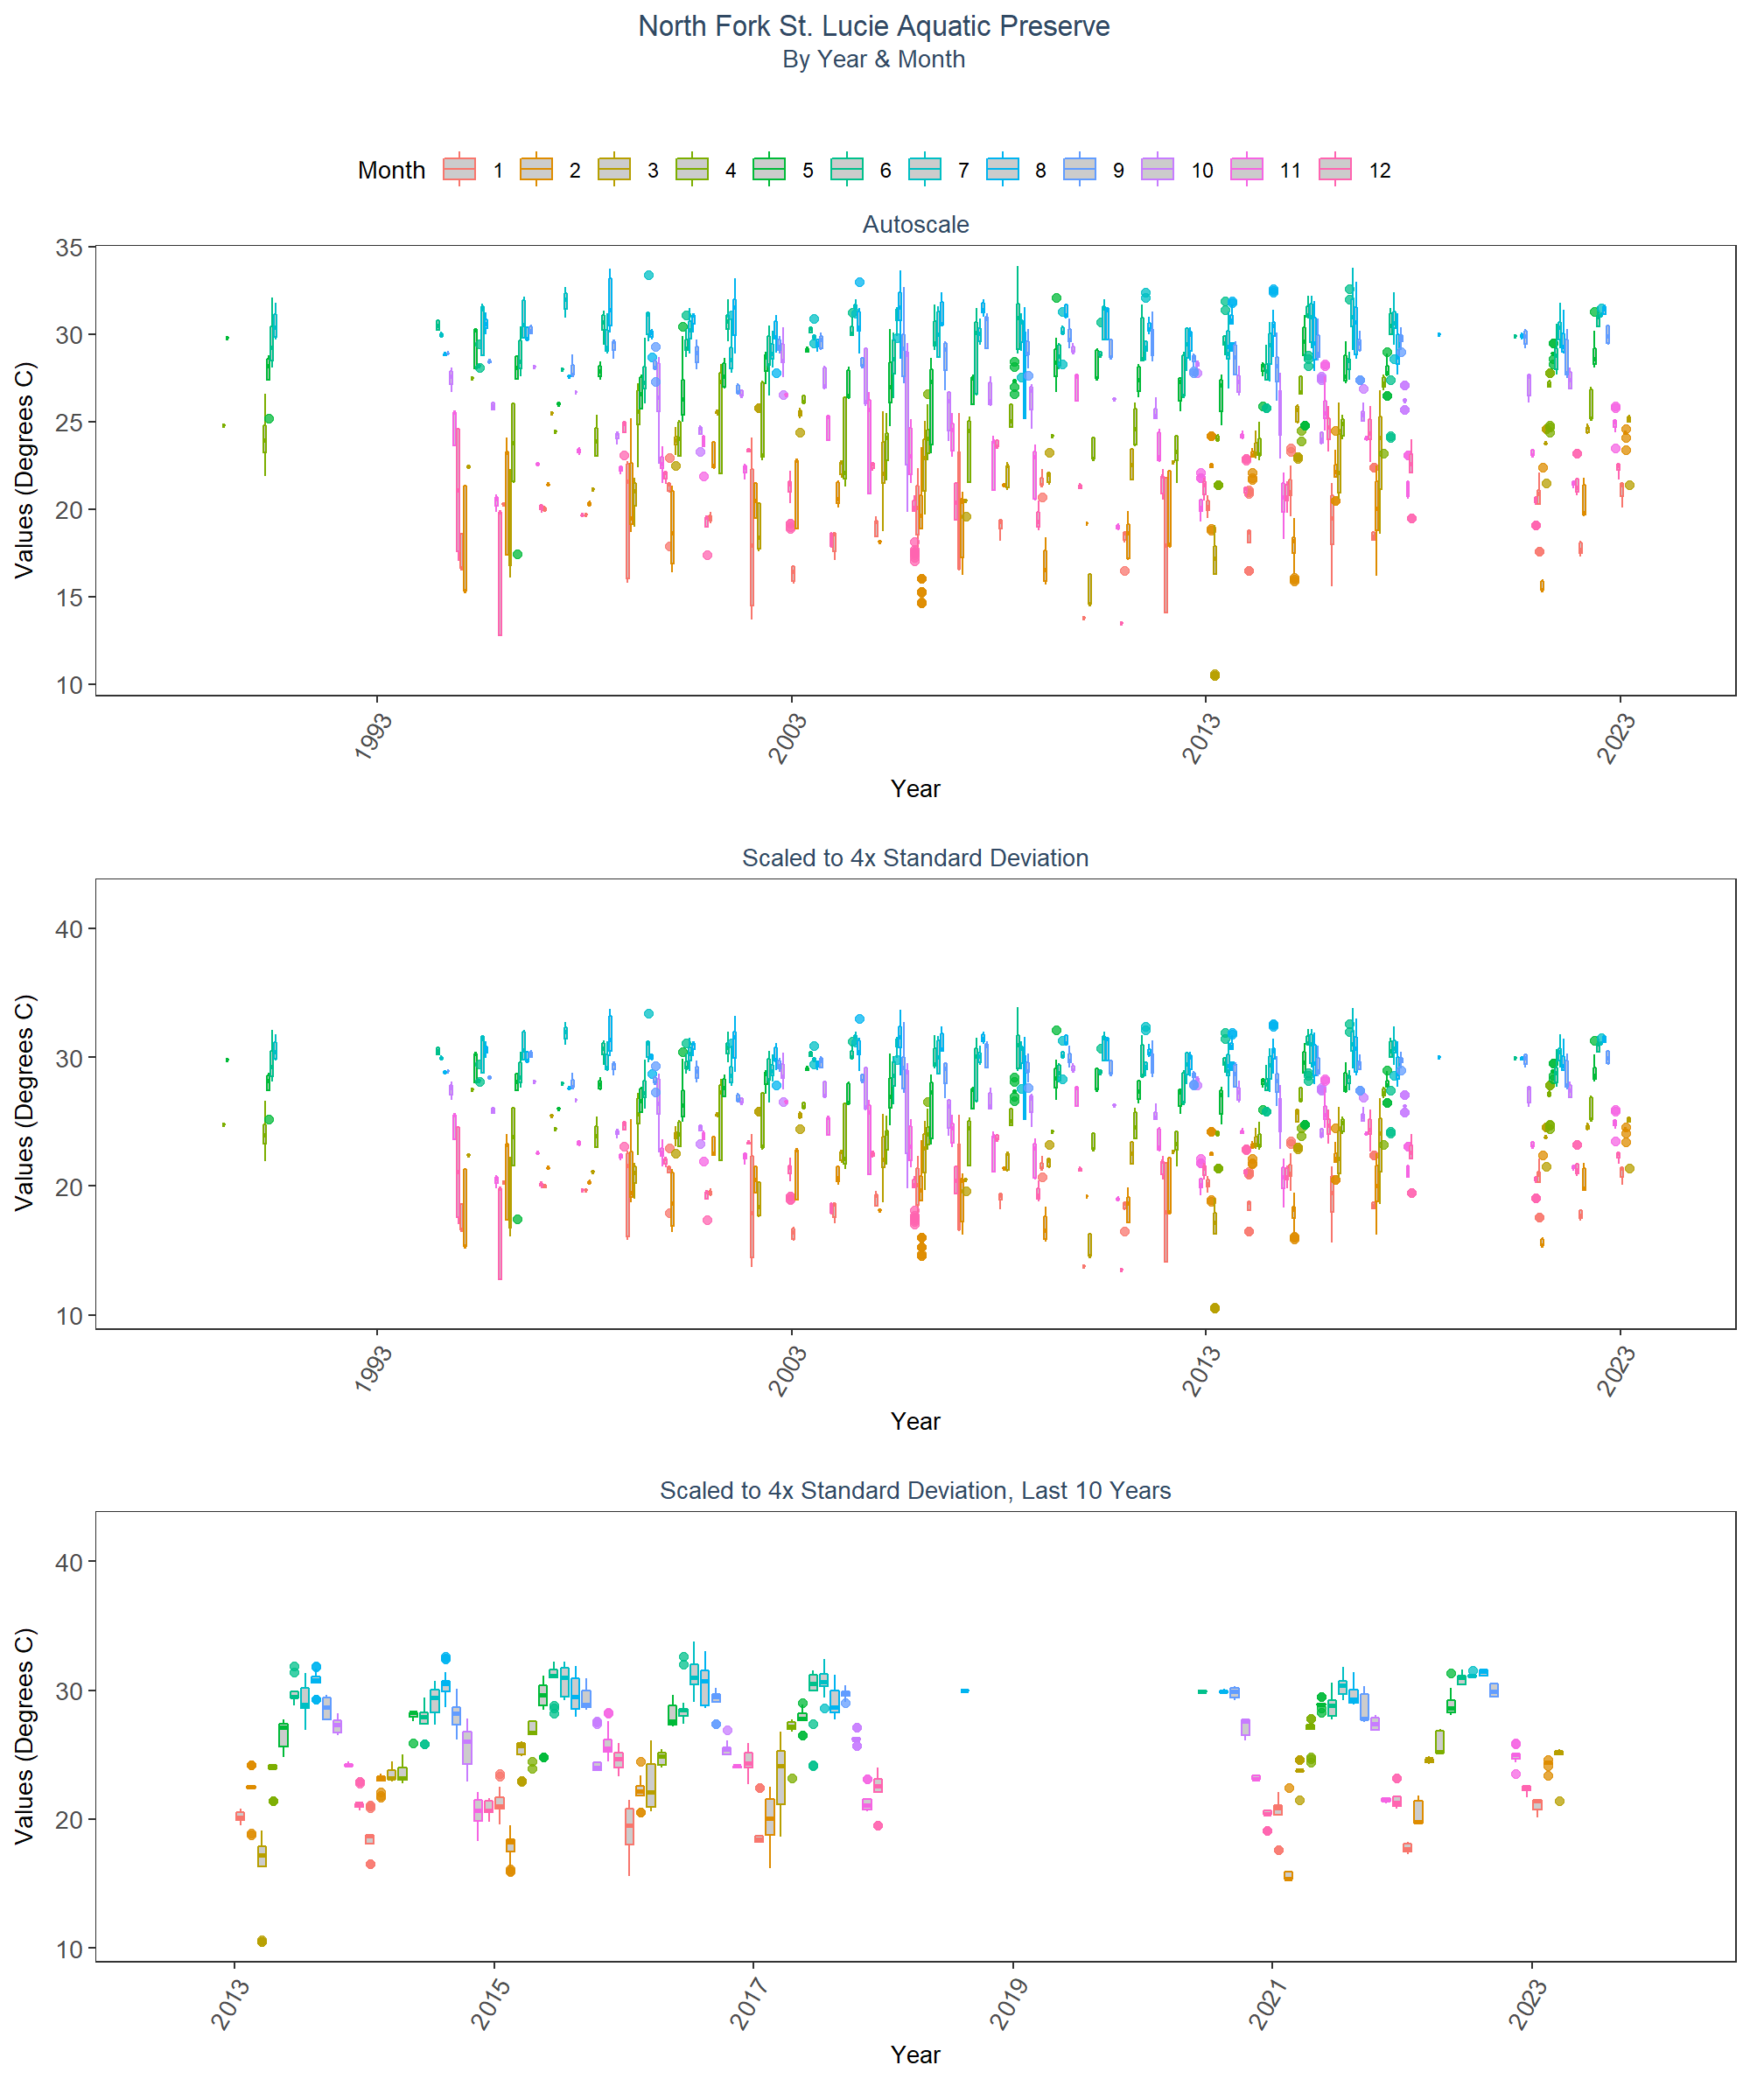 North Fork St. Lucie Aquatic Preserve
By Year & Month
Month 1 2 3 4 5 6 7 8 9 10 11 12
Autoscale
Values (Degrees C)
35
30
25
20
15
10
1993 2003 2013 2023
Year
Scaled to 4x Standard Deviation
Values (Degrees C)
40
30
20
10
1993 2003 2013 2023
Year
Scaled to 4x Standard Deviation, Last 10 Years
Values (Degrees C)
40
30
20
10
2013 2015 2017 2019 2021 2023
Year